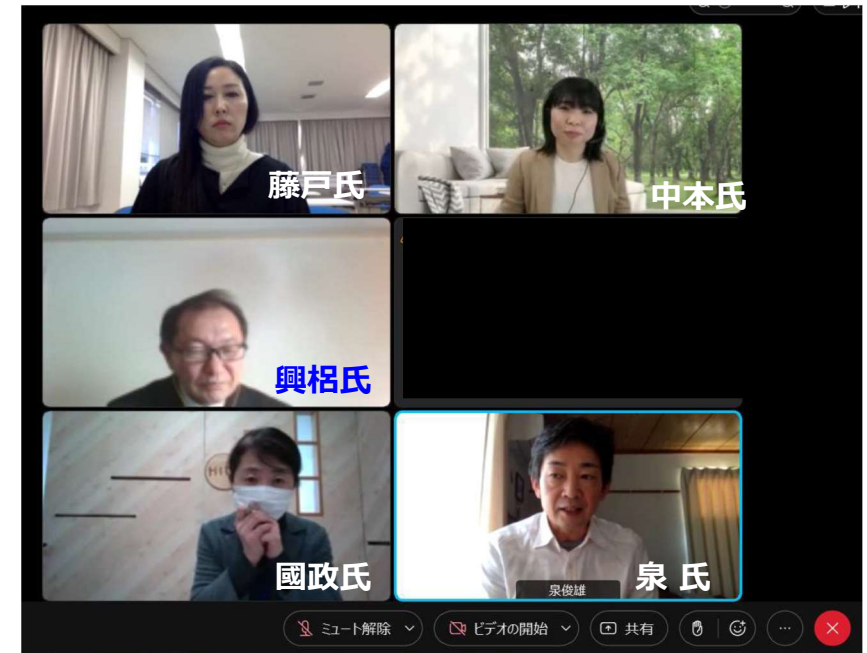 藤戸氏
中本氏
興梠氏
國政氏
泉 氏
泉俊雄
ミュート解除
ビデオの開始
共有